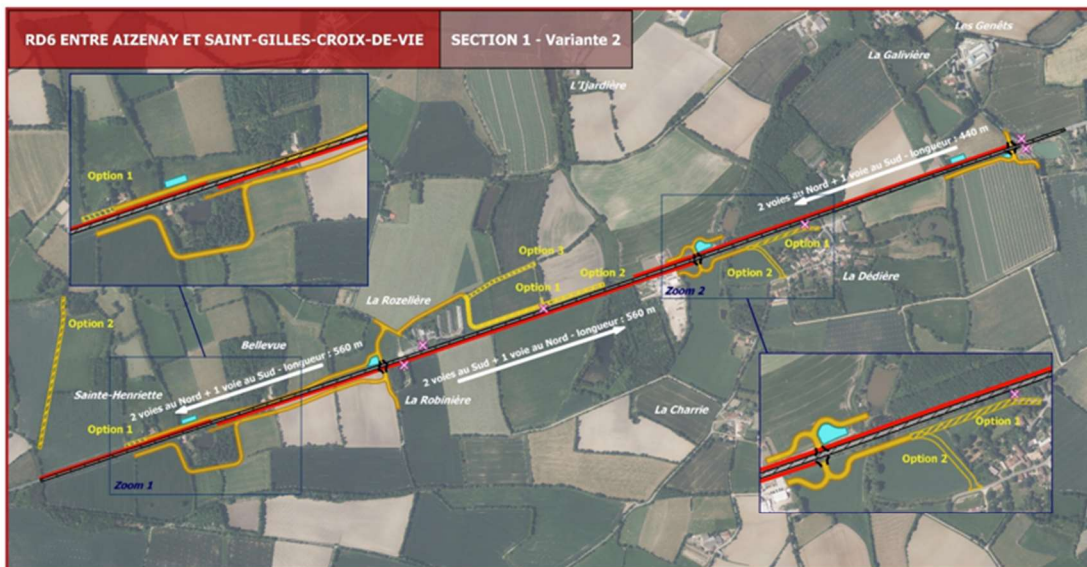 RD6 ENTRE AIZENAY ET SAINT-GILLES-CROIX-DE-VIE
SECTION 1 - Variante 2
Les Genêts
La Galivière
L'Ijardière
Option 1
2 voies au Nord + 1 voie au Sud - longueur : 440 m
Option 3
Option 2
Option 1
Option 1
Option 2
La Dédière
Zoom 2
La Rozelière
Option 2
Bellevue
2 voies au Nord + 1 voie au Sud - longueur : 560 m
2 voies au Sud + 1 voie au Nord - longueur : 560 m
Sainte-Henriette
La Robinière
La Charrie
Option 1
Zoom 1
Option 1
Option 2